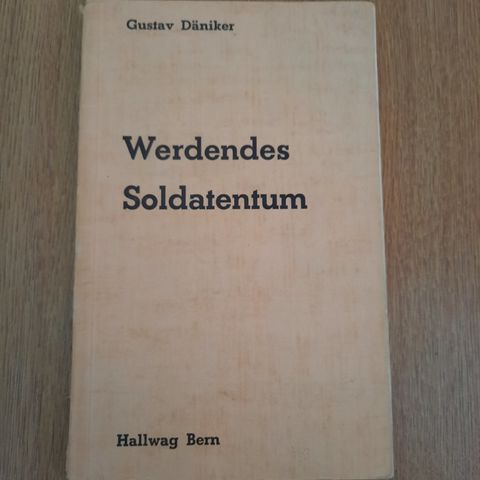 Gustav Däniker
Werdendes
Soldatentum
Hallwag Bern